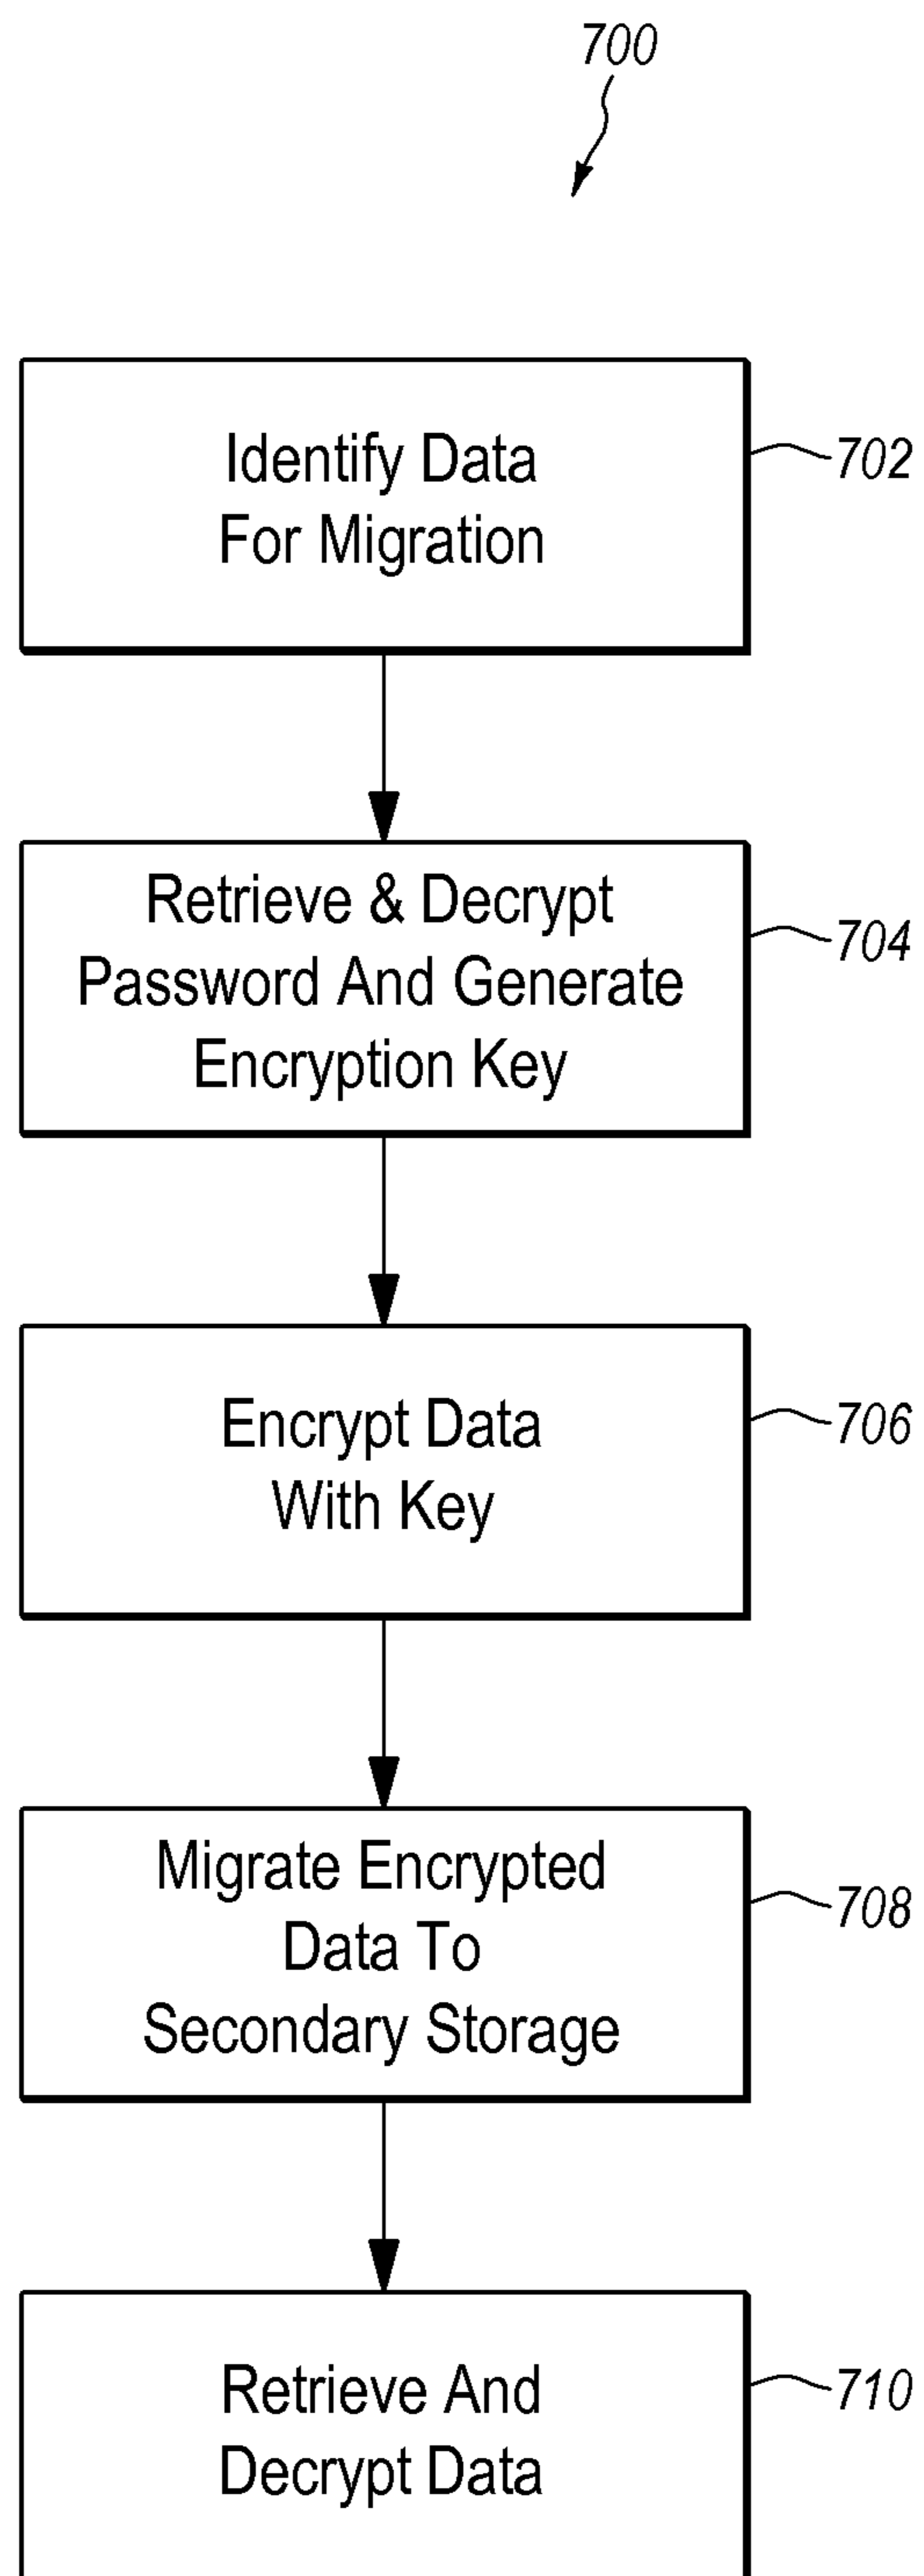 700
Identify Data
For Migration
702
Retrieve & Decrypt
Password And Generate
Encryption Key
704
Encrypt Data
With Key
706
Migrate Encrypted
Data To
Secondary Storage
708
Retrieve And
Decrypt Data
710